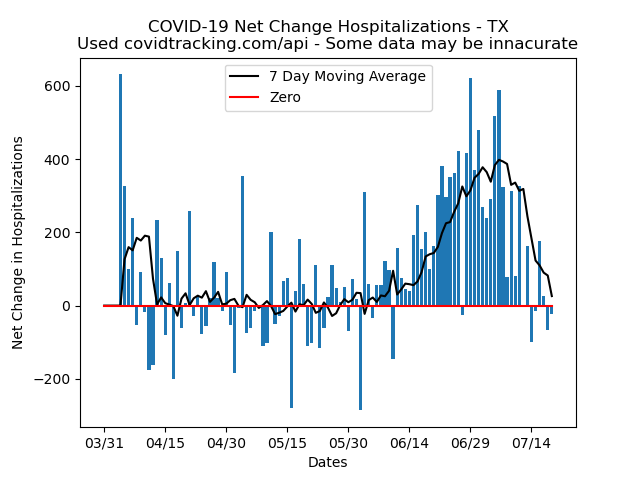 COVID-19 Net Change Hospitalizations - TX
Used covidtracking.com/api - Some data may be innacurate
7 Day Moving Average
Zero
Net Change in Hospitalizations
600
400
200
0
−200
03/31
04/15
04/30
05/15
05/30
06/14
06/29
07/14
Dates